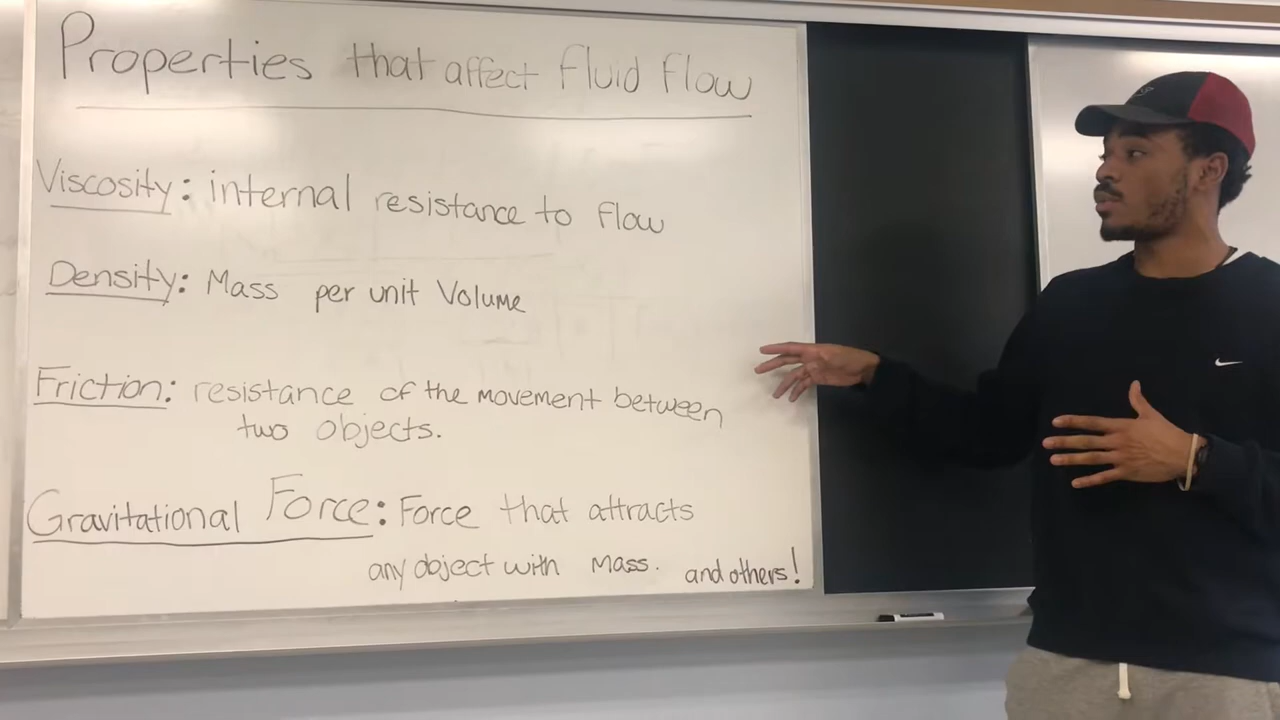 Properties that affect fluid flow
Viscosity: internal resistance to flow
Density: Mass per unit Volume
Friction: resistance of the movement between
two objects.
Gravitational Force: Force that attracts
any object with mass. and others!